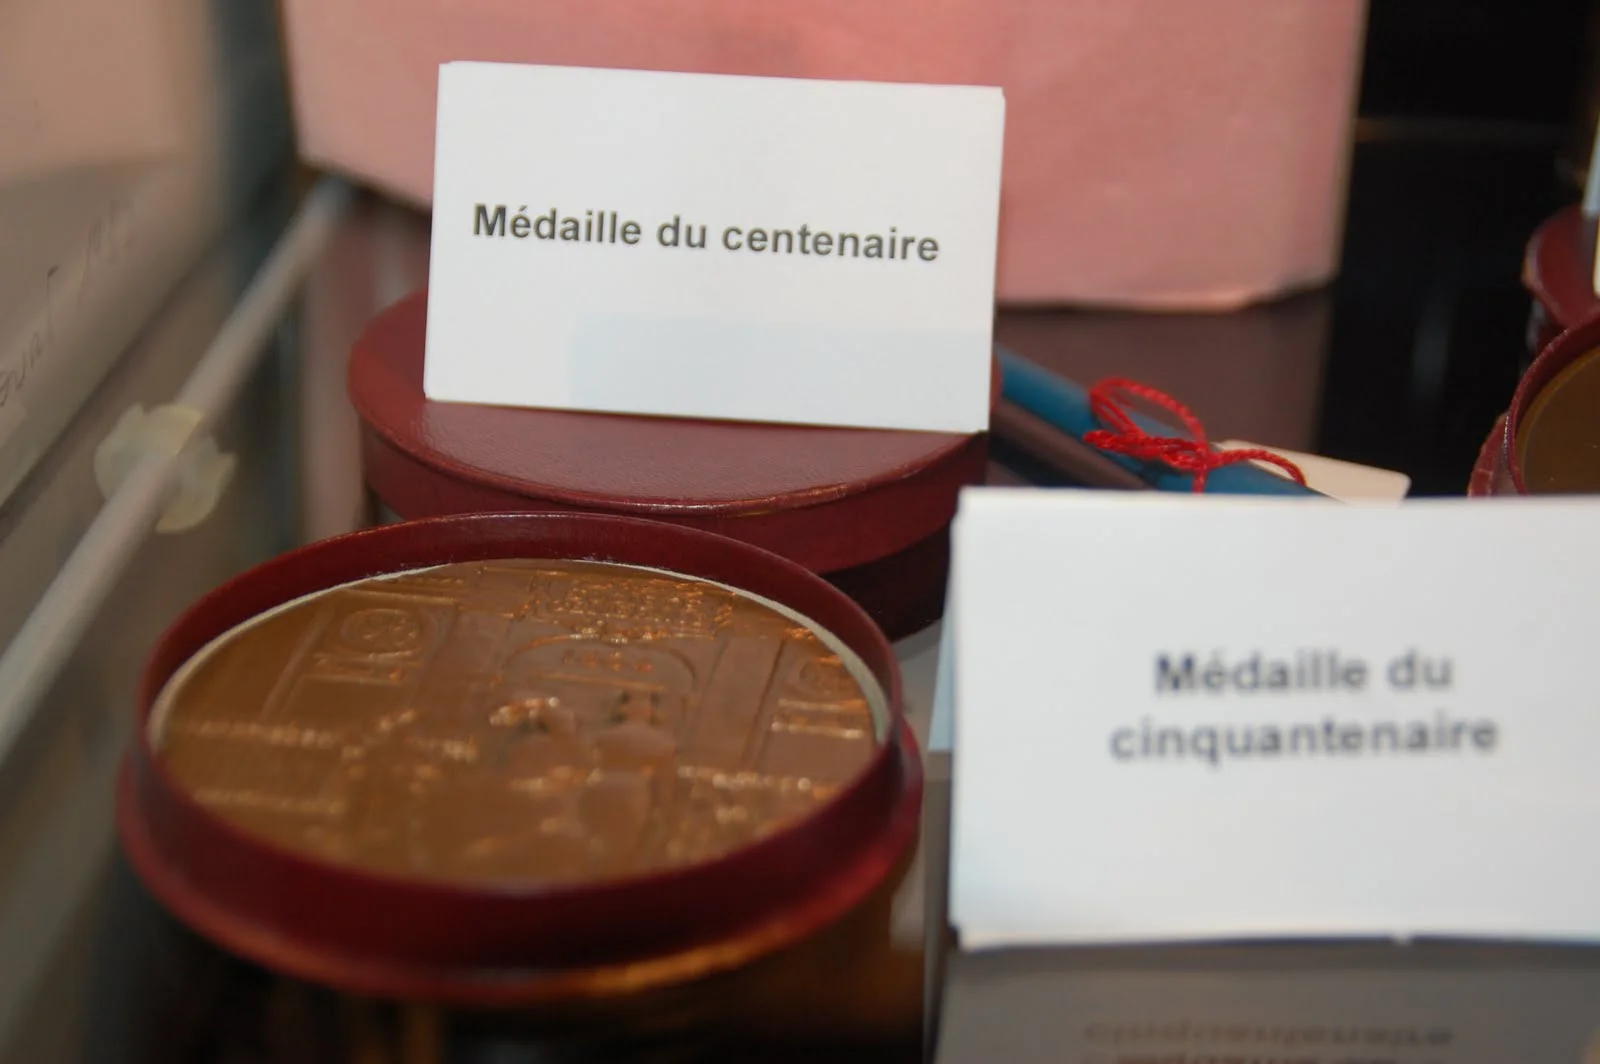 Médaille du centenaire
Médaille du
cinquantenaire